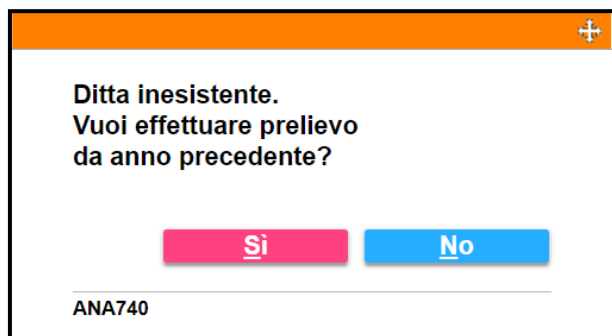 Ditta inesistente.
Vuoi effettuare prelievo
da anno precedente?
Sì
No
ANA740